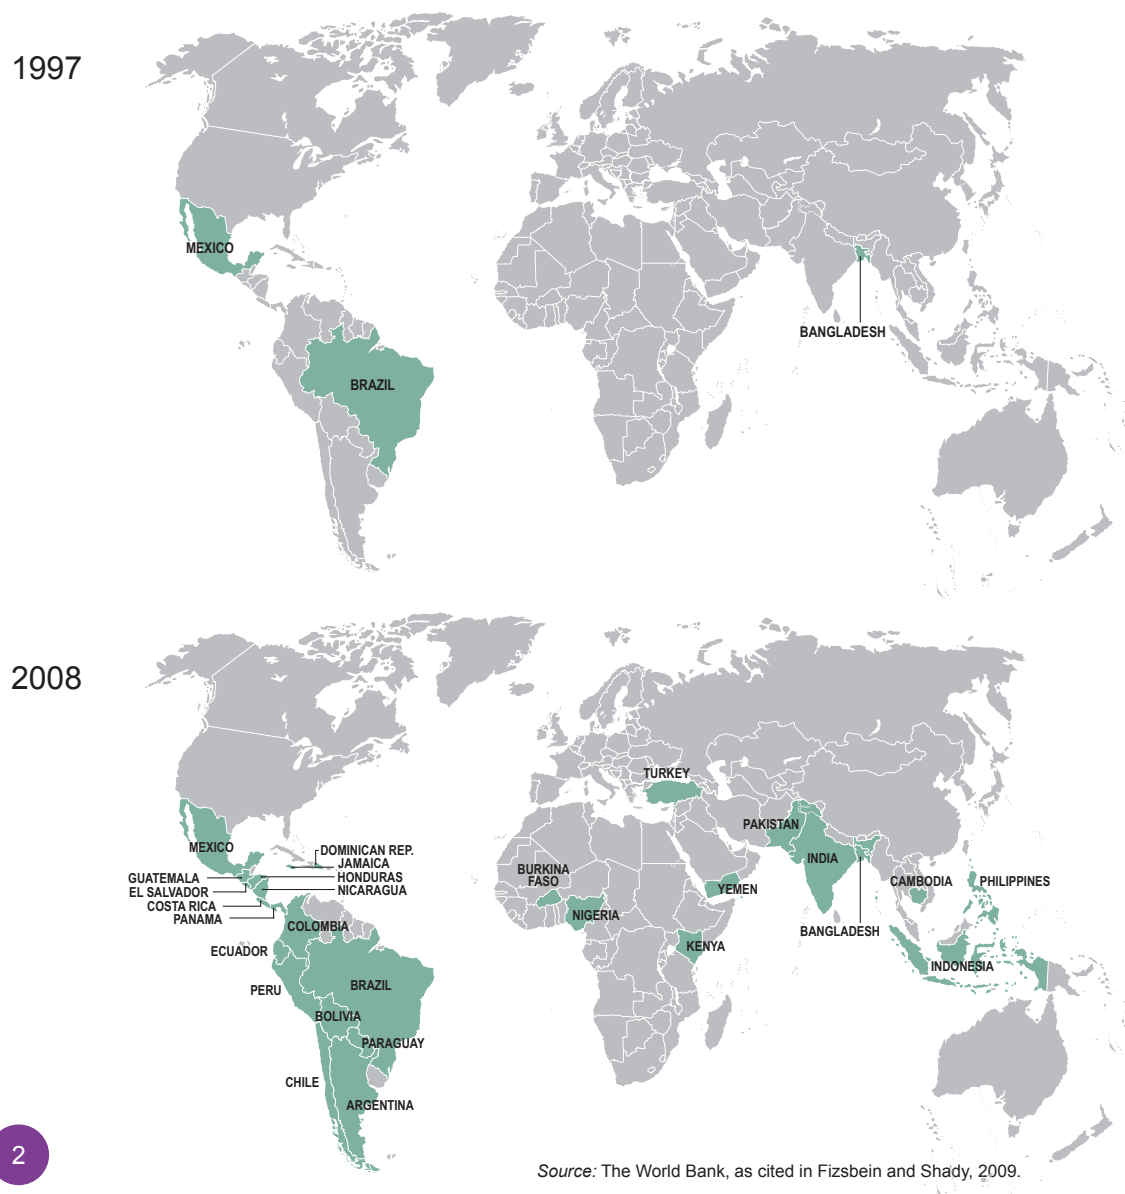 1997
MEXICO
BANGLADESH
BRAZIL
2008
TURKEY
PAKISTAN
MEXICO
DOMINICAN REP.
JAMAICA
INDIA
BURKINA
FASO
GUATEMALA
HONDURAS
CAMBODIA
PHILIPPINES
EL SALVADOR
NICARAGUA
YEMEN
COSTA RICA
PANAMA
NIGERIA
COLOMBIA
BANGLADESH
KENYA
ECUADOR
INDONESIA
PERU
BRAZIL
BOLIVIA
PARAGUAY
CHILE
ARGENTINA
2
Source: The World Bank, as cited in Fizsbein and Shady, 2009.